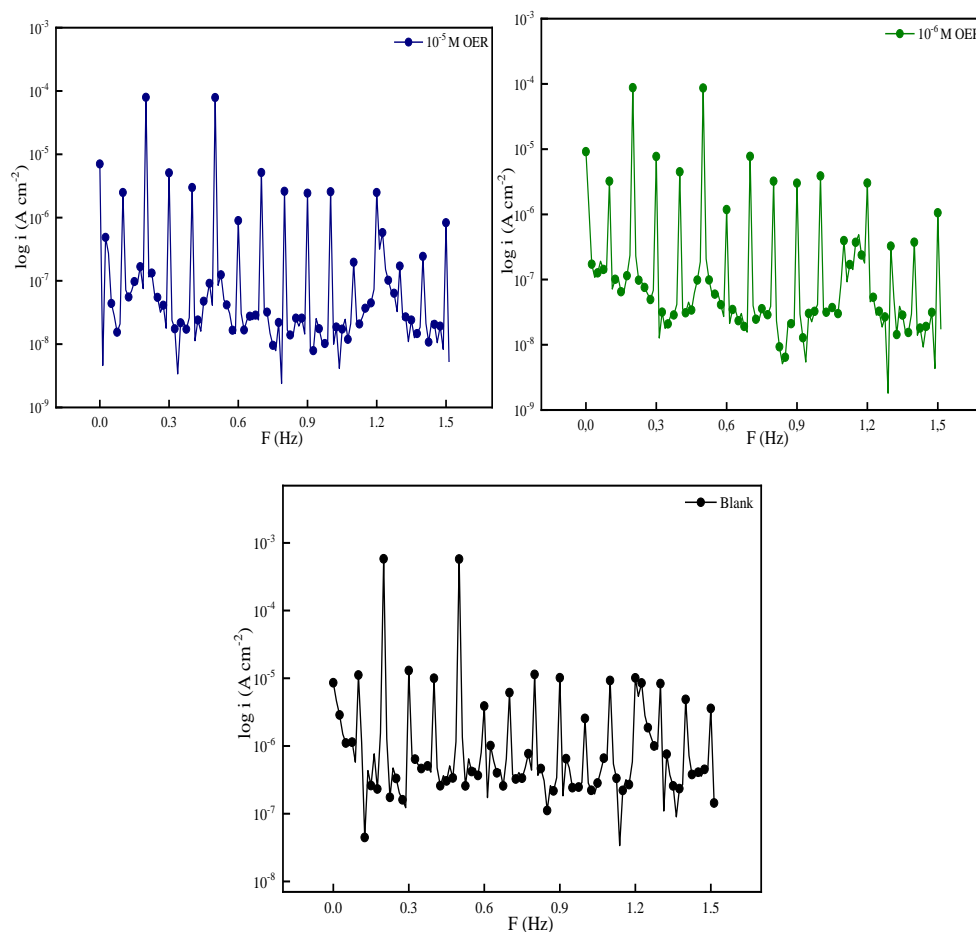 10⁻⁵ M OER
log i (A cm⁻²)
10⁻³
10⁻⁴
10⁻⁵
10⁻⁶
10⁻⁷
10⁻⁸
10⁻⁹
0.0 0.3 0.6 0.9 1.2 1.5
F (Hz)
10⁻⁶ M OER
log i (A cm⁻²)
10⁻³
10⁻⁴
10⁻⁵
10⁻⁶
10⁻⁷
10⁻⁸
10⁻⁹
0,0 0,3 0,6 0,9 1,2 1,5
F (Hz)
Blank
log i (A cm⁻²)
10⁻³
10⁻⁴
10⁻⁵
10⁻⁶
10⁻⁷
10⁻⁸
0.0 0.3 0.6 0.9 1.2 1.5
F (Hz)